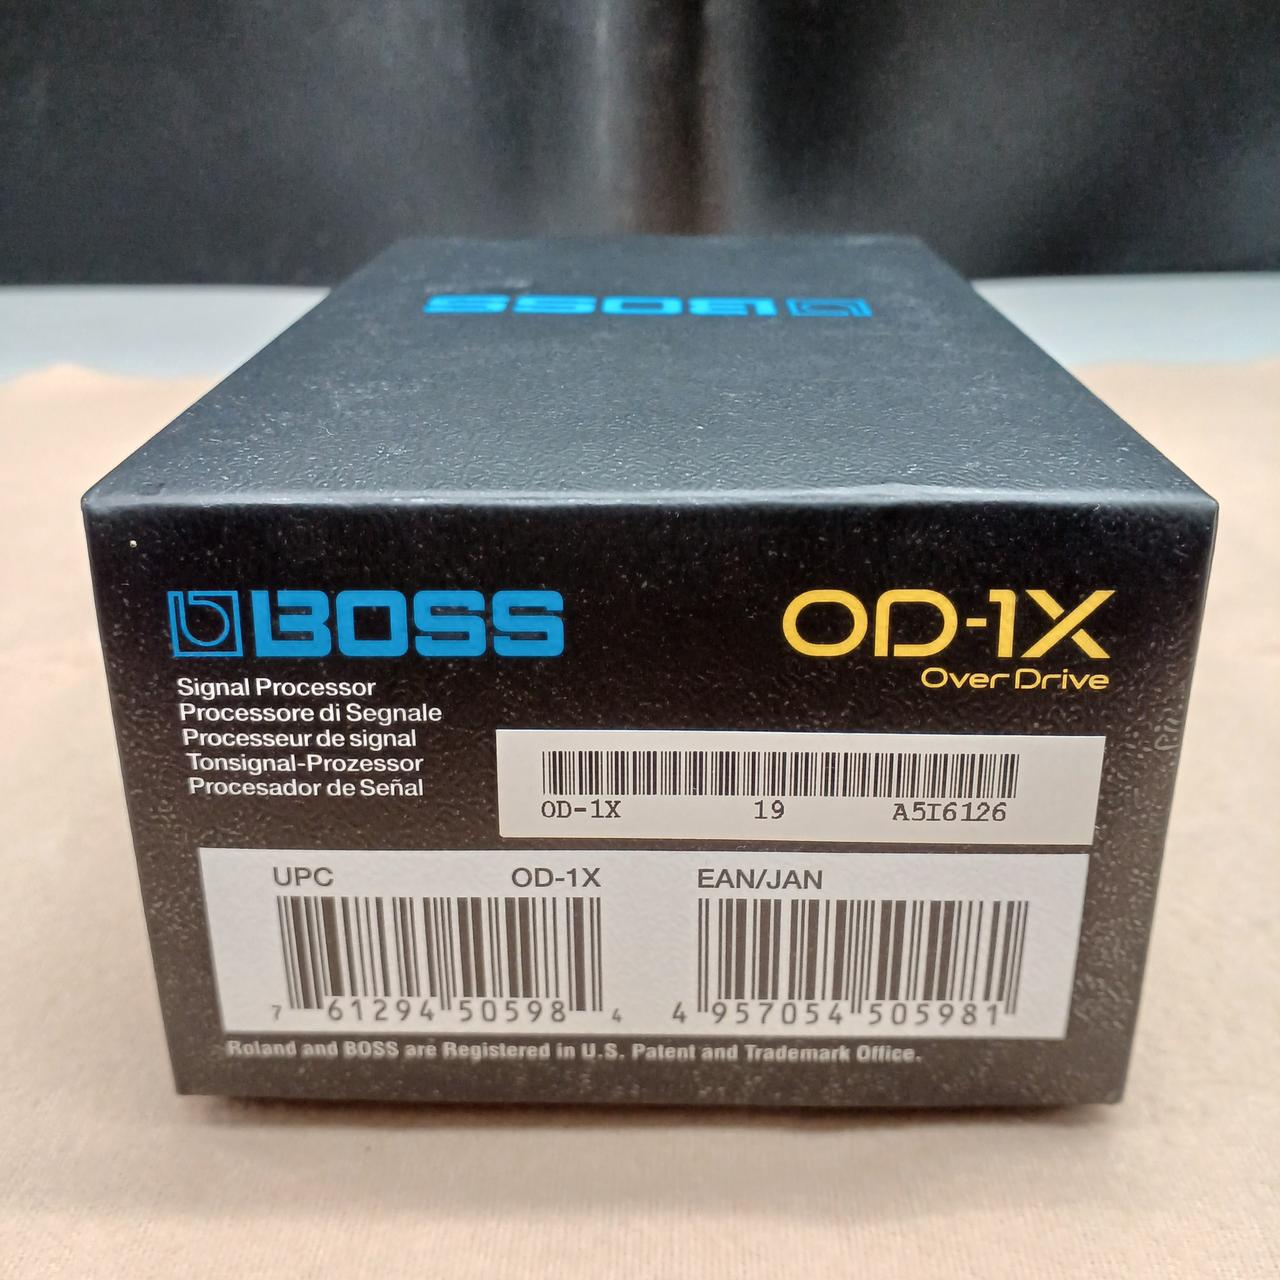 BOSS
BOSS
OD-1X
Over Drive
Signal Processor
Processore di Segnale
Processeur de signal
Tonsignal-Prozessor
Procesador de Señal
OD-1X 19 A5I6126
UPC OD-1X EAN/JAN
7 61294 50598 4 4 957054 505981
Roland and BOSS are Registered in U.S. Patent and Trademark Office.